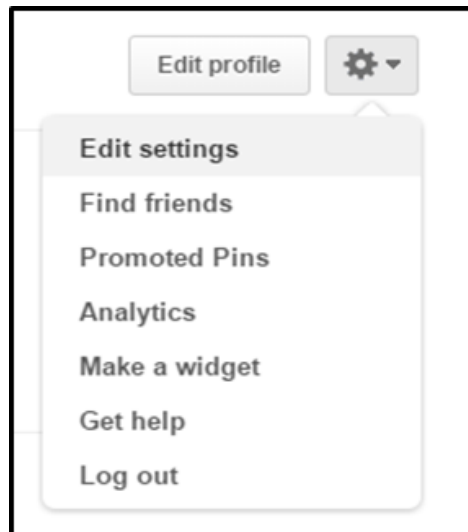 Edit profile
Edit settings
Find friends
Promoted Pins
Analytics
Make a widget
Get help
Log out